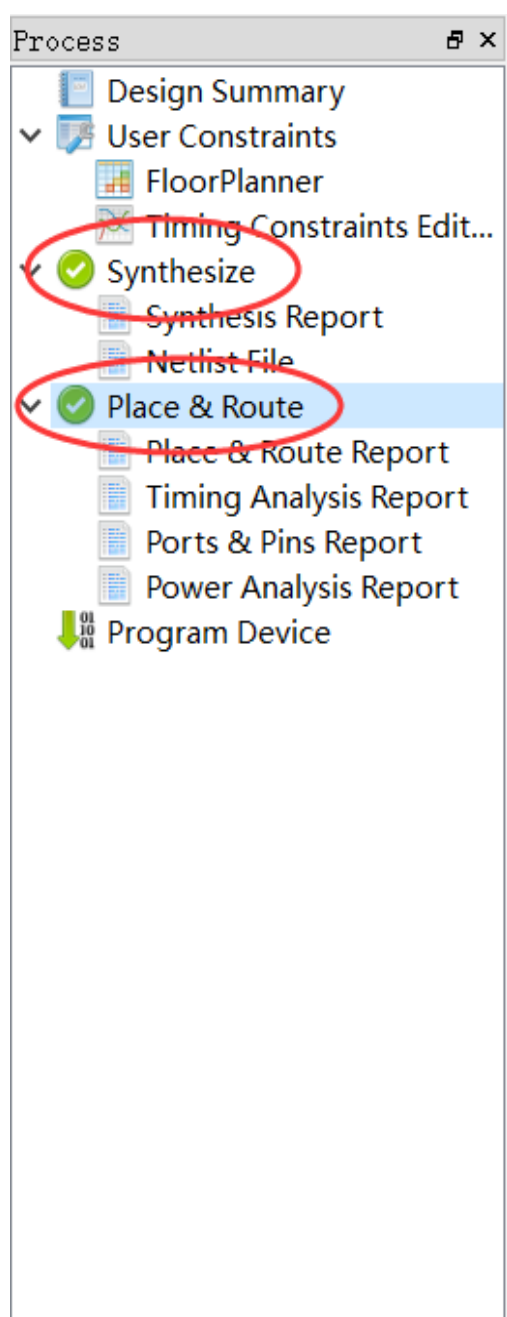 Process
Design Summary
User Constraints
FloorPlanner
Timing Constraints Edit...
Synthesize
Synthesis Report
Netlist File
Place & Route
Place & Route Report
Timing Analysis Report
Ports & Pins Report
Power Analysis Report
Program Device